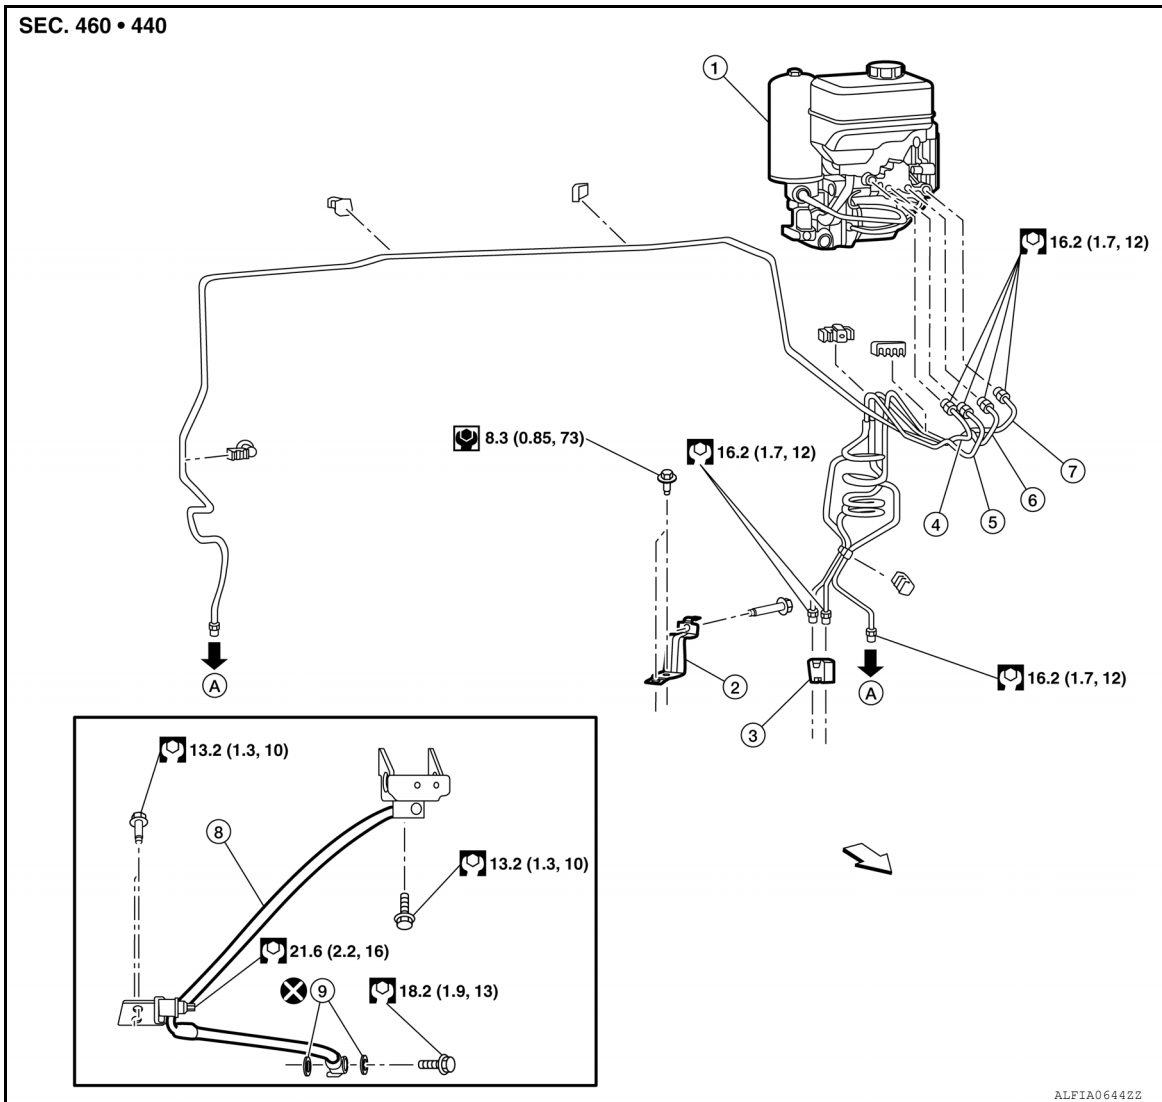 SEC. 460 • 440
1
16.2 (1.7, 12)
8.3 (0.85, 73)
16.2 (1.7, 12)
7
6
5
4
2
3
A
A
16.2 (1.7, 12)
13.2 (1.3, 10)
8
13.2 (1.3, 10)
21.6 (2.2, 16)
9
18.2 (1.9, 13)
ALFIA0644ZZ